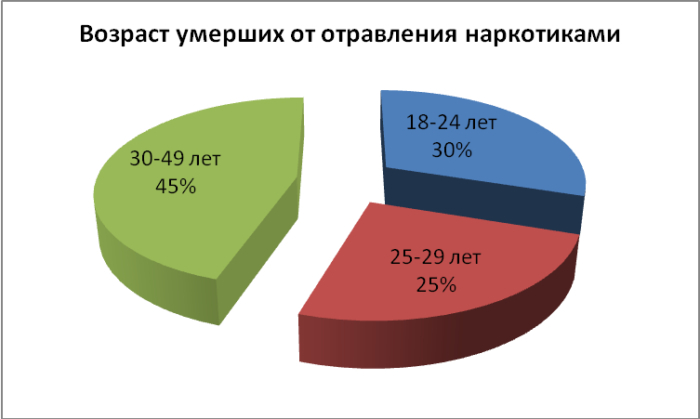 Возраст умерших от отравления наркотиками
18-24 лет
30%
30-49 лет
45%
25-29 лет
25%